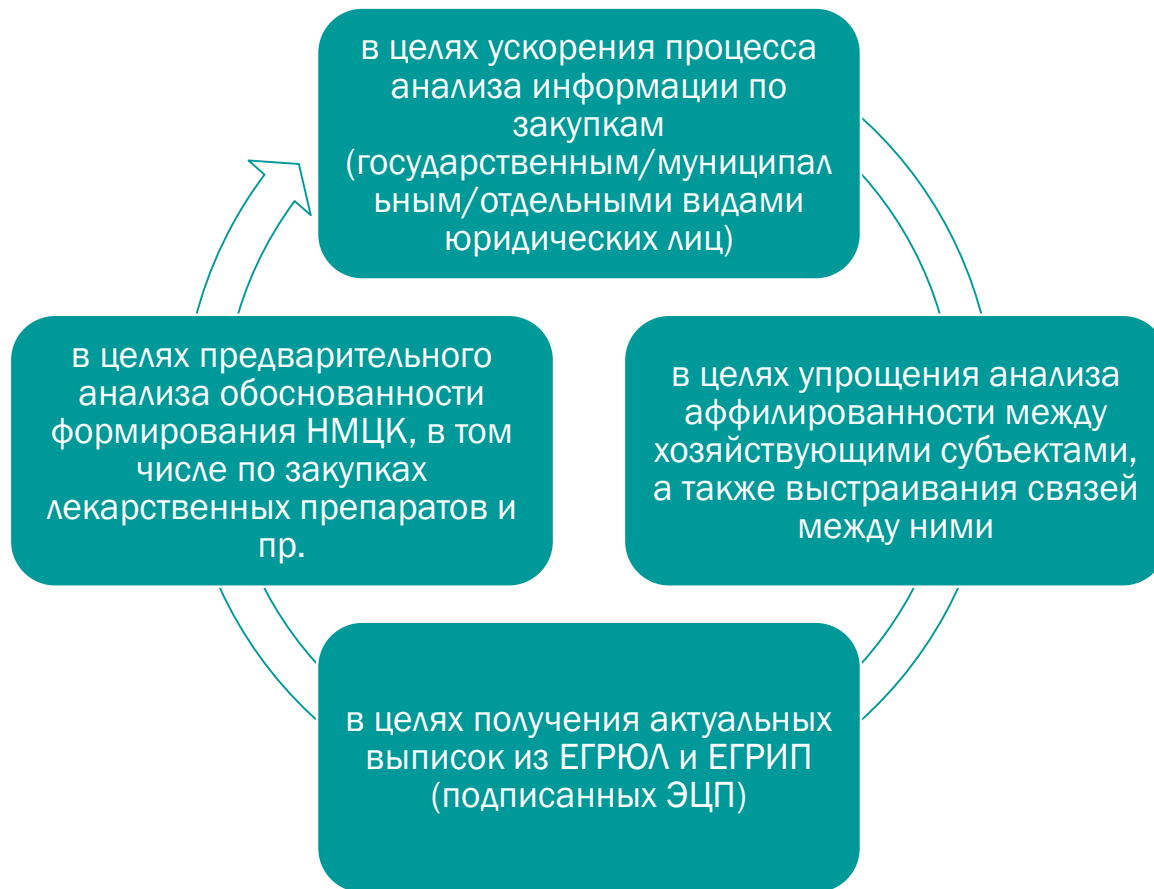 в целях ускорения процесса
анализа информации по
закупкам
(государственным/муниципал
ьным/отдельными видами
юридических лиц)
в целях упрощения анализа
аффилированности между
хозяйствующими субъектами,
а также выстраивания связей
между ними
в целях получения актуальных
выписок из ЕГРЮЛ и ЕГРИП
(подписанных ЭЦП)
в целях предварительного
анализа обоснованности
формирования НМЦК, в том
числе по закупках
лекарственных препаратов и
пр.